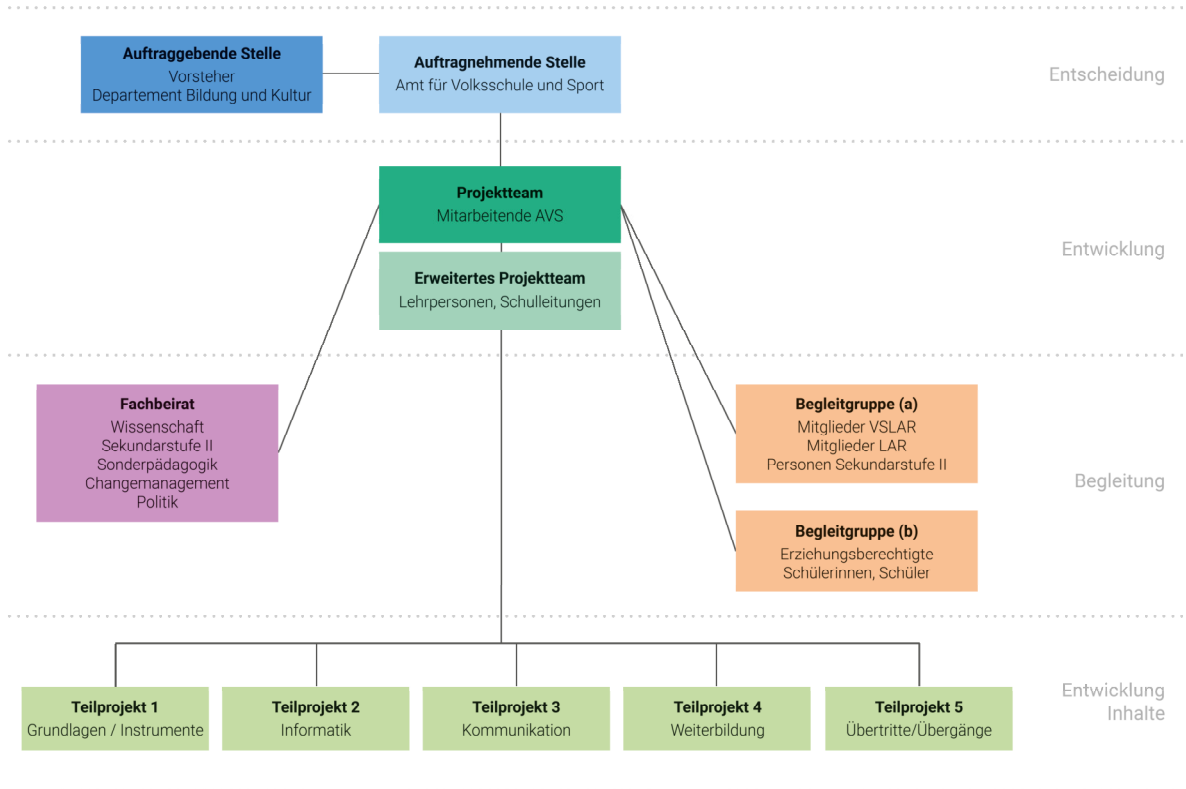 Auftraggebende Stelle
Vorsteher
Departement Bildung und Kultur
Auftragnehmende Stelle
Amt für Volksschule und Sport
Entscheidung
Projektteam
Mitarbeitende AVS
Erweitertes Projektteam
Lehrpersonen, Schulleitungen
Entwicklung
Fachbeirat
Wissenschaft
Sekundarstufe II
Sonderpädagogik
Changemanagement
Politik
Begleitgruppe (a)
Mitglieder VSLAR
Mitglieder LAR
Personen Sekundarstufe II
Begleitgruppe (b)
Erziehungsberechtigte
Schülerinnen, Schüler
Begleitung
Teilprojekt 1
Grundlagen / Instrumente
Teilprojekt 2
Informatik
Teilprojekt 3
Kommunikation
Teilprojekt 4
Weiterbildung
Teilprojekt 5
Übertritte/Übergänge
Entwicklung
Inhalte